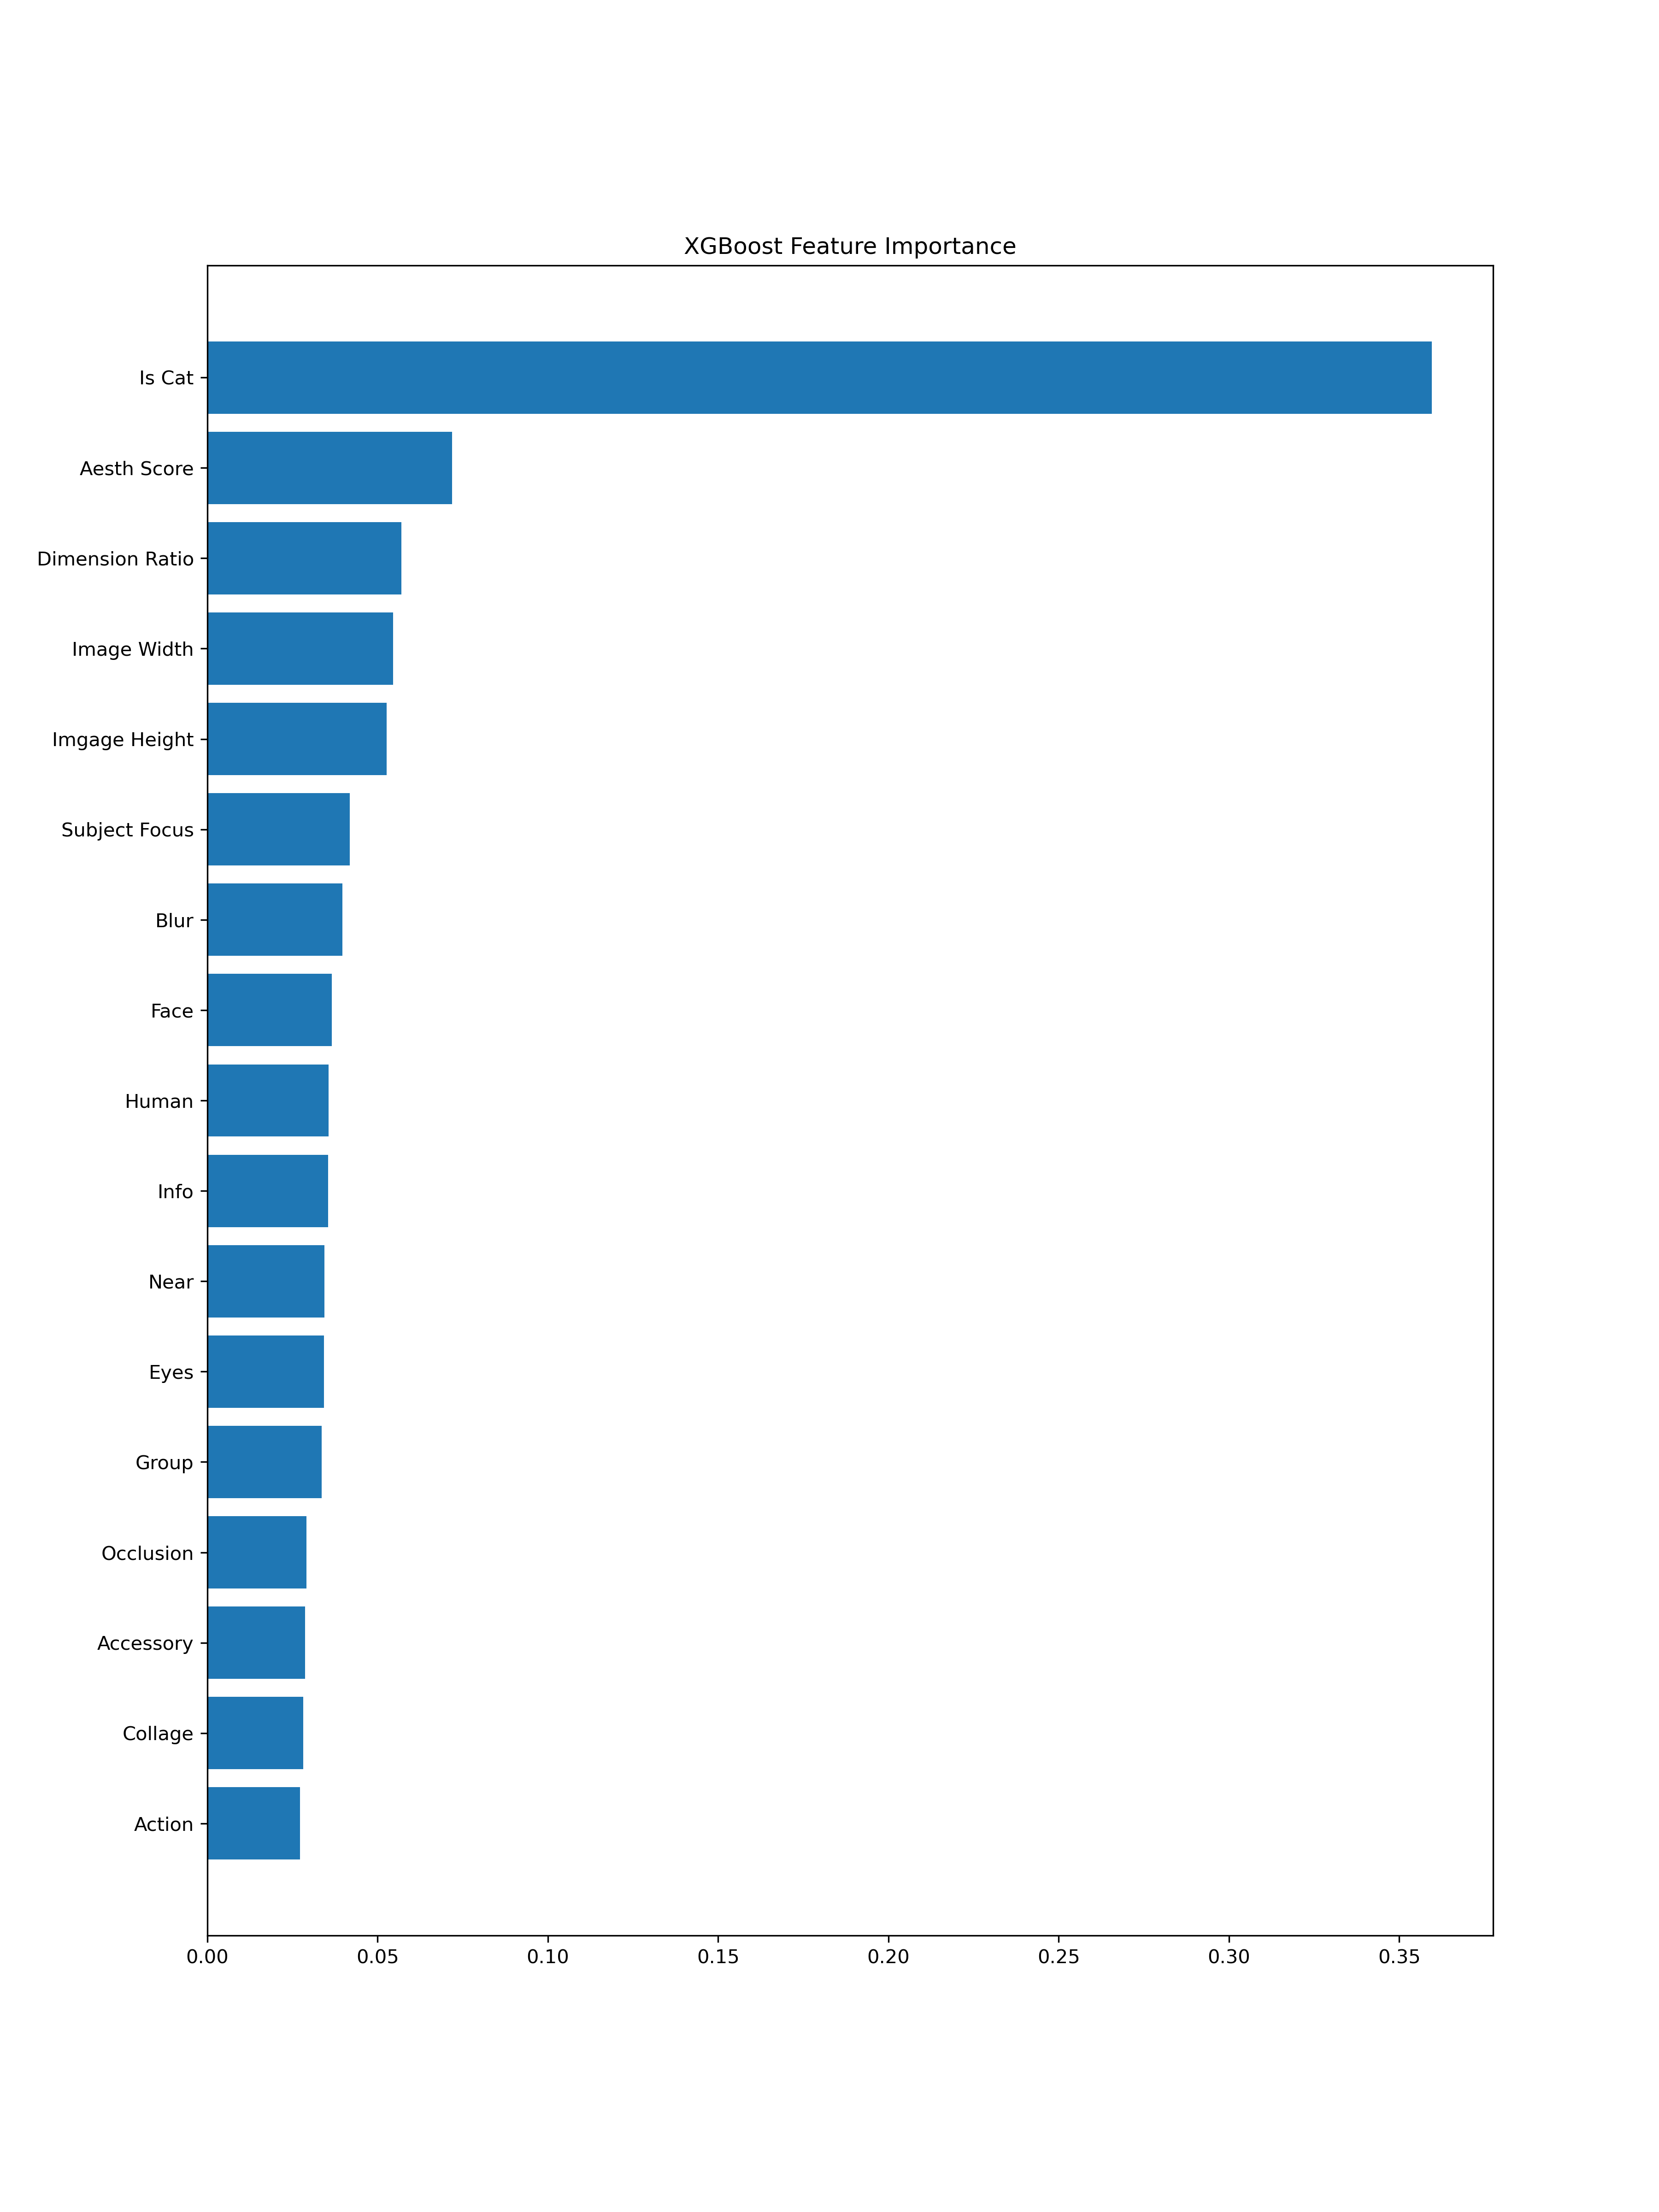 XGBoost Feature Importance
Is Cat
Aesth Score
Dimension Ratio
Image Width
Imgage Height
Subject Focus
Blur
Face
Human
Info
Near
Eyes
Group
Occlusion
Accessory
Collage
Action
0.00 0.05 0.10 0.15 0.20 0.25 0.30 0.35